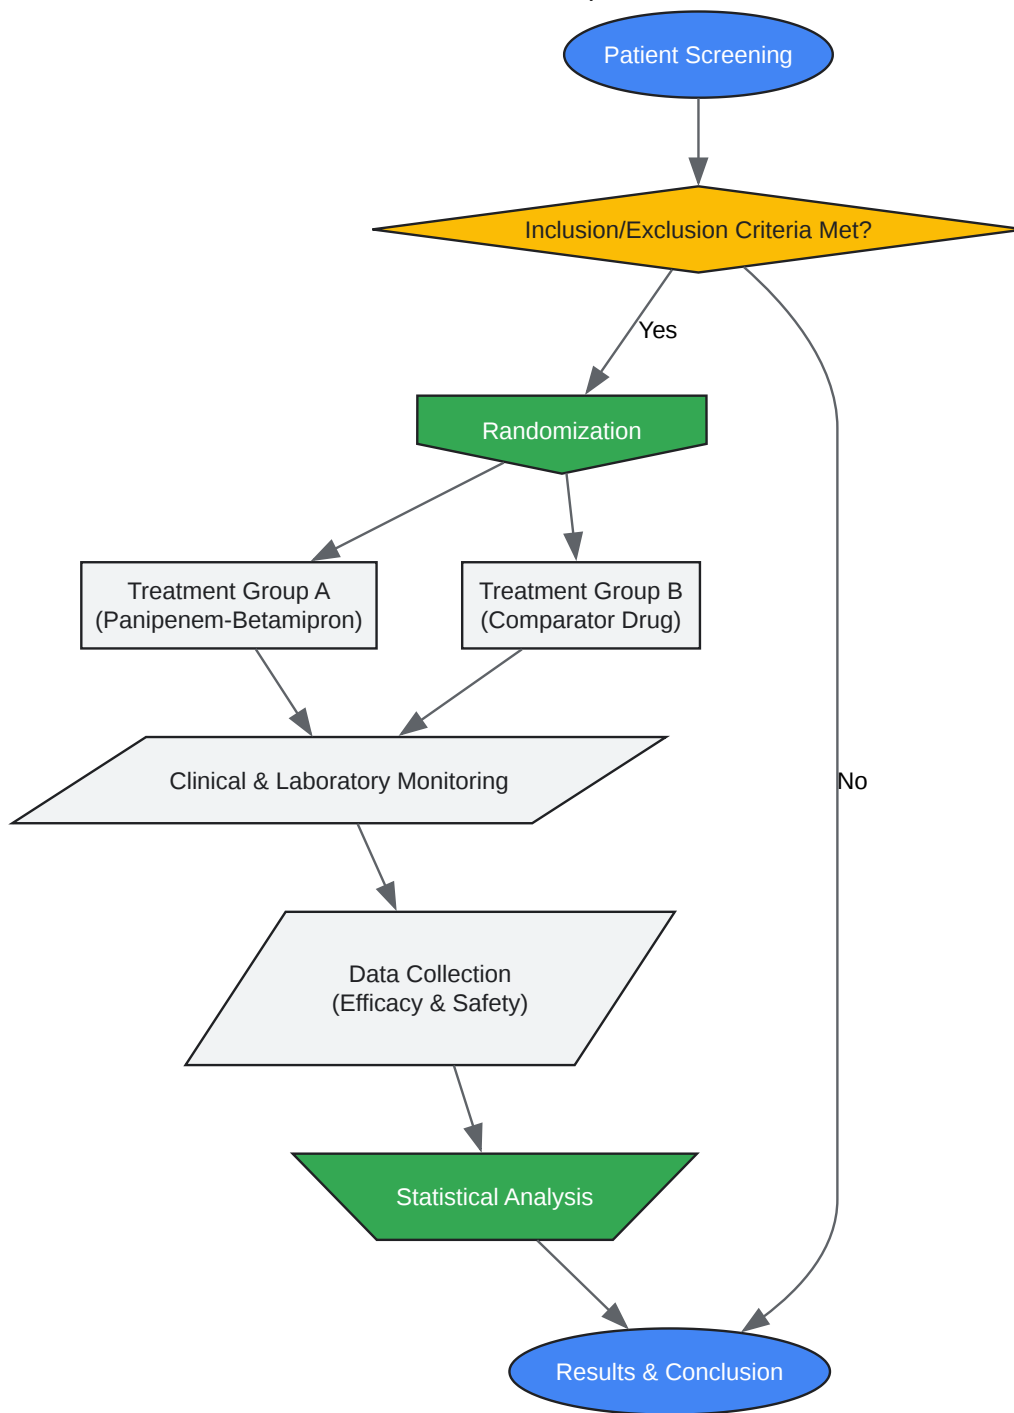 Patient Screening
Inclusion/Exclusion Criteria Met?
Yes
Randomization
Treatment Group A
(Panipenem-Betamipron)
Treatment Group B
(Comparator Drug)
Clinical & Laboratory Monitoring
No
Data Collection
(Efficacy & Safety)
Statistical Analysis
Results & Conclusion